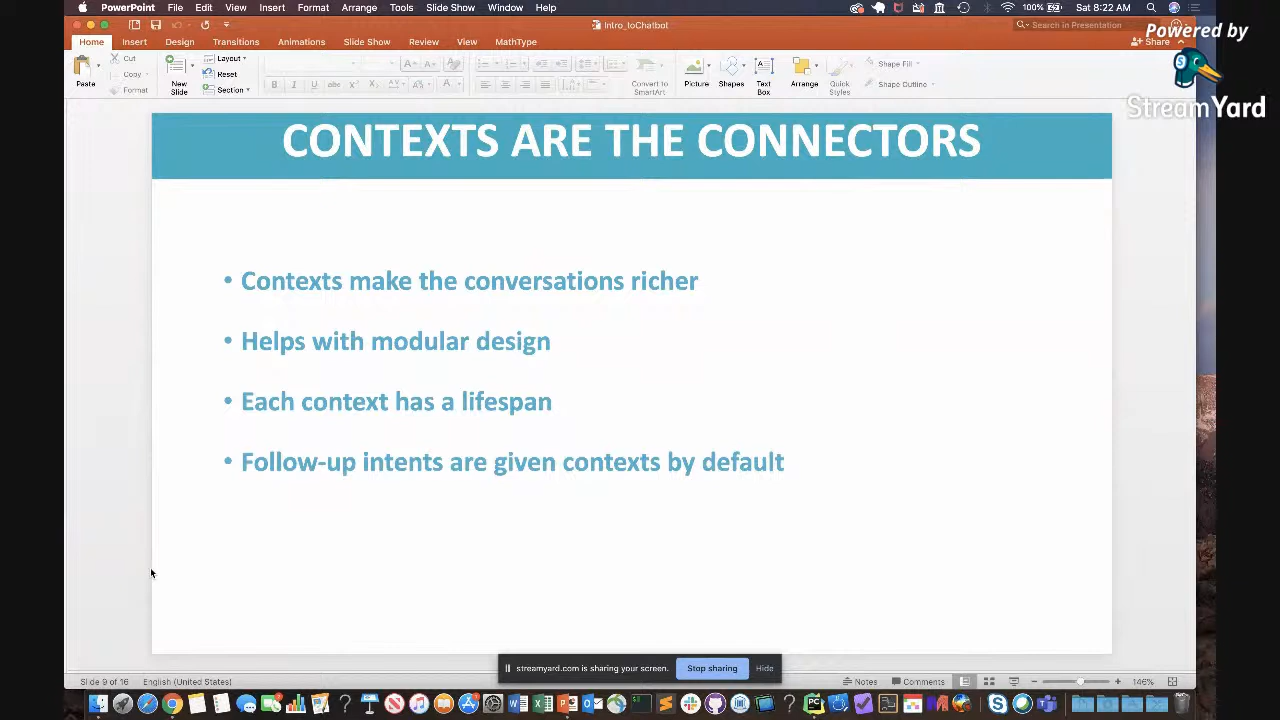 PowerPoint File Edit View Insert Format Arrange Tools Slide Show Window Help
100% Sat 8:22 AM
Intro_toChatbot
Search in Presentation
Powered by
Home Insert Design Transitions Animations Slide Show Review View MathType
Share
Paste Cut Copy Format
New Slide Layout Reset Section
Convert to SmartArt
Picture Shapes Text Box Arrange Quick Styles
Shape Fill Shape Outline
StreamYard
CONTEXTS ARE THE CONNECTORS
• Contexts make the conversations richer
• Helps with modular design
• Each context has a lifespan
• Follow-up intents are given contexts by default
streamyard.com is sharing your screen. Stop sharing Hide
Slide 9 of 16 English (United States) Notes Comments 146%